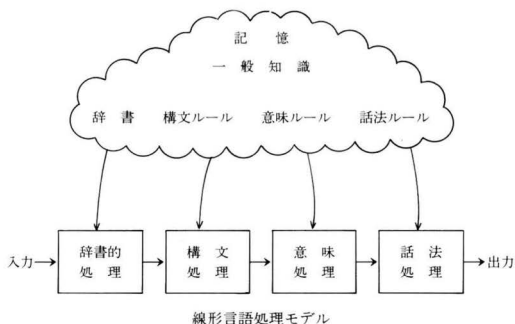 記憶
一般知識
辞書 構文ルール 意味ルール 話法ルール
入力 辞書的処理 構文処理 意味処理 話法処理 出力
線形言語処理モデル